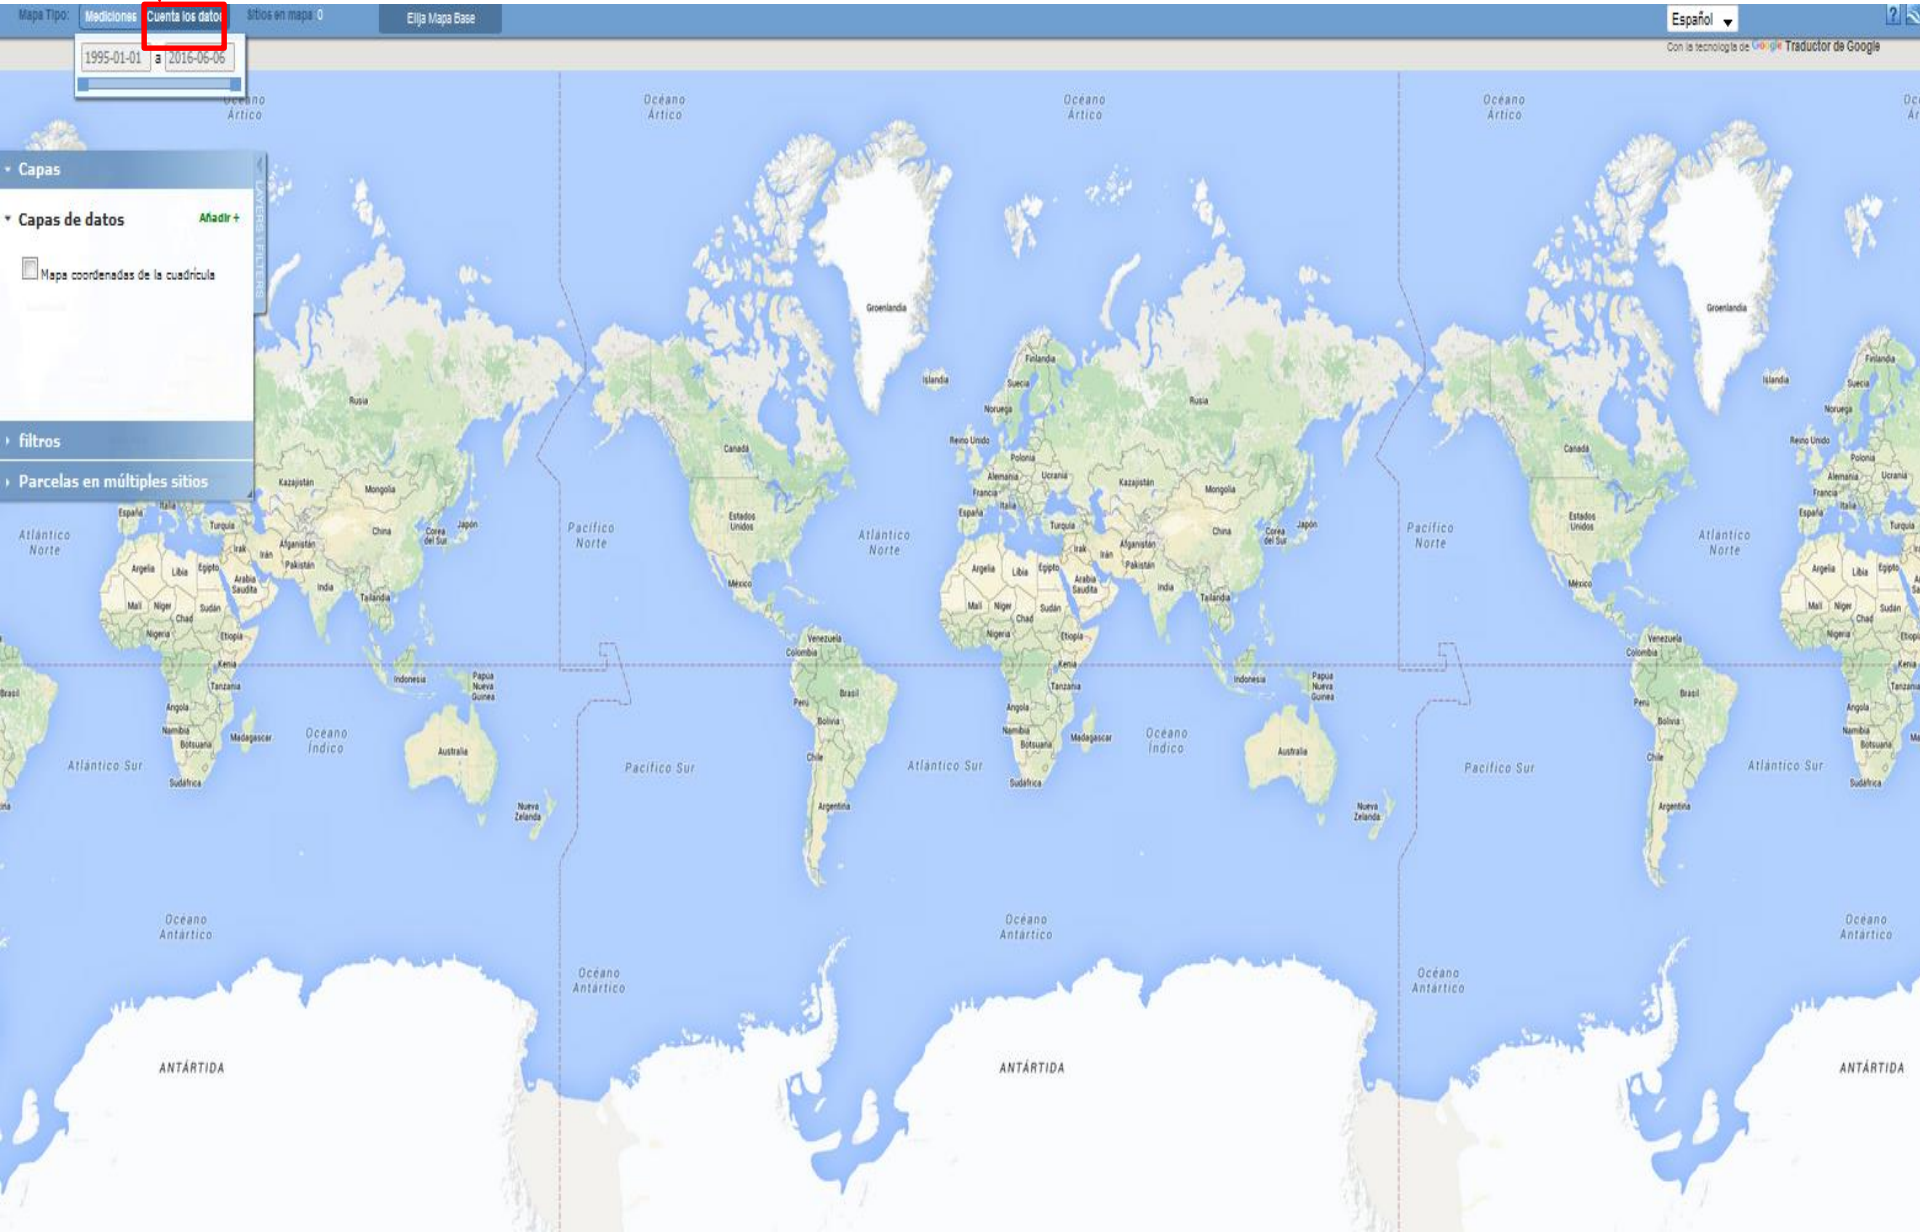 Mapa Tipo: Mediciones Cuenta los datos Sitios en mapa 0 Elija Mapa Base Español ?
1995-01-01 a 2016-06-06
Con la tecnología de Google Traductor de Google
Océano
Ártico
Océano
Ártico
Océano
Ártico
Océano
Ártico
Capas
Capas de datos Añadir +
Mapa coordenadas de la cuadrícula
filtros
Parcelas en múltiples sitios
LAYERS | FILTERS
Groenlandia
Groenlandia
Islandia
Finlandia
Suecia
Noruega
Rusia
Rusia
Islandia
Finlandia
Suecia
Noruega
Canadá
Reino Unido
Polonia
Alemania
Ucrania
Francia
Italia
España
Turquía
Kazajistán
Mongolia
China
Corea
del Sur
Japón
Irak
Irán
Afganistán
Pakistán
Canadá
Reino Unido
Polonia
Alemania
Ucrania
Francia
Italia
España
Turquía
Kazajistán
Mongolia
España
Italia
Turquía
Irak
Irán
Afganistán
Pakistán
China
Corea
del Sur
Japón
Atlántico
Norte
Pacífico
Norte
Estados
Unidos
Atlántico
Norte
Pacífico
Norte
Estados
Unidos
Atlántico
Norte
Argelia
Libia
Egipto
Arabia
Saudita
India
Tailandia
México
Argelia
Libia
Egipto
Arabia
Saudita
India
Tailandia
México
Argelia
Libia
Egipto
Mali
Níger
Chad
Sudán
Nigeria
Etiopía
Kenia
Tanzania
Venezuela
Colombia
Mali
Níger
Chad
Sudán
Nigeria
Etiopía
Kenia
Tanzania
Venezuela
Colombia
Mali
Níger
Chad
Sudán
Nigeria
Kenia
Tanzania
Brasil
Indonesia
Papúa
Nueva
Guinea
Perú
Brasil
Bolivia
Indonesia
Papúa
Nueva
Guinea
Perú
Brasil
Bolivia
Angola
Namibia
Botsuana
Madagascar
Sudáfrica
Océano
Índico
Australia
Angola
Namibia
Botsuana
Madagascar
Sudáfrica
Océano
Índico
Australia
Angola
Namibia
Botsuana
Sudáfrica
Atlántico Sur
Pacífico Sur
Chile
Atlántico Sur
Pacífico Sur
Chile
Atlántico Sur
Nueva
Zelanda
Argentina
Nueva
Zelanda
Argentina
Océano
Antártico
Océano
Antártico
Océano
Antártico
Océano
Antártico
Océano
Antártico
ANTÁRTIDA
ANTÁRTIDA
ANTÁRTIDA